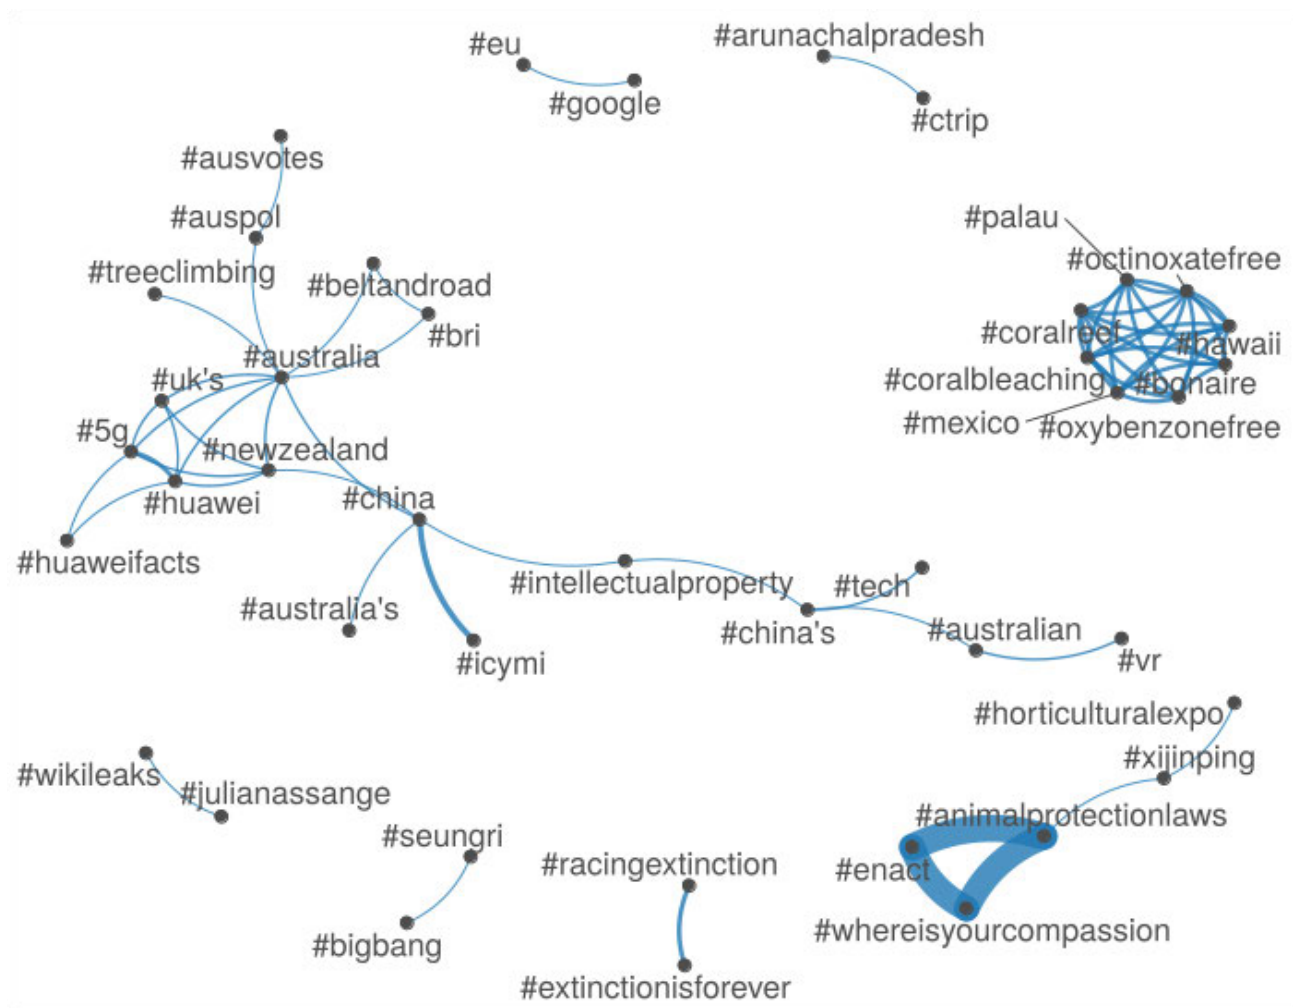 #eu
#arunachalpradesh
#google
#ctrip
#ausvotes
#auspol
#palau
#treeclimbing
#octinoxatefree
#beltandroad
#bri
#coralreef
#hawaii
#australia
#uk's
#coralbleaching
#bonaire
#5g
#newzealand
#mexico
#oxybenzonefree
#huawei
#china
#huaweifacts
#intellectualproperty
#tech
#australia's
#china's
#australian
#icymi
#vr
#horticulturalexpo
#xijinping
#wikileaks
#julianassange
#animalprotectionlaws
#seungri
#racingextinction
#enact
#whereisyourcompassion
#bigbang
#extinctionisforever